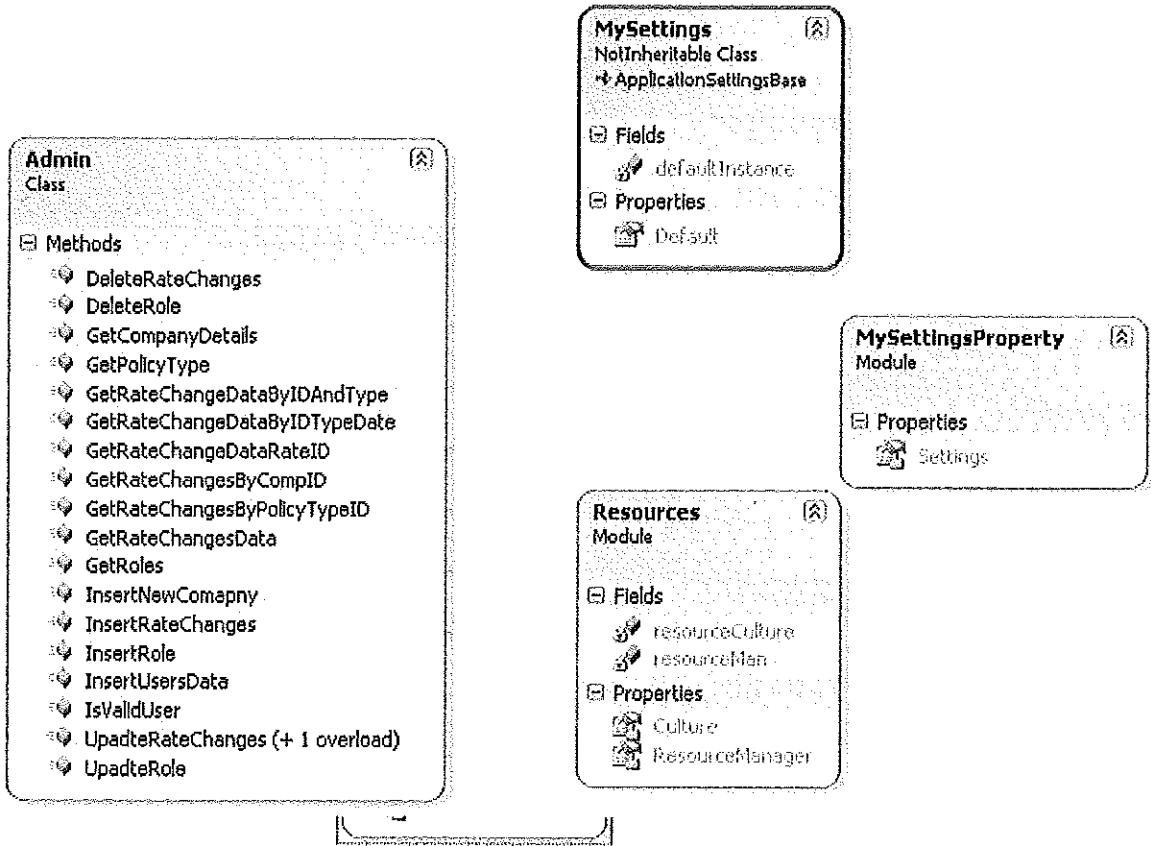 MySettings
NotInheritable Class
ApplicationSettingsBase
Fields
defaultInstance
Properties
Default
Admin
Class
Methods
DeleteRateChanges
DeleteRole
GetCompanyDetails
GetPolicyType
GetRateChangeDataByIDAndType
GetRateChangeDataByIDTypeDate
GetRateChangeDataRateID
GetRateChangesByCompID
GetRateChangesByPolicyTypeID
GetRateChangesData
GetRoles
InsertNewComapny
InsertRateChanges
InsertRole
InsertUsersData
IsValidUser
UpadteRateChanges (+ 1 overload)
UpadteRole
MySettingsProperty
Module
Properties
Settings
Resources
Module
Fields
resourceCulture
resourceMan
Properties
Culture
ResourceManager